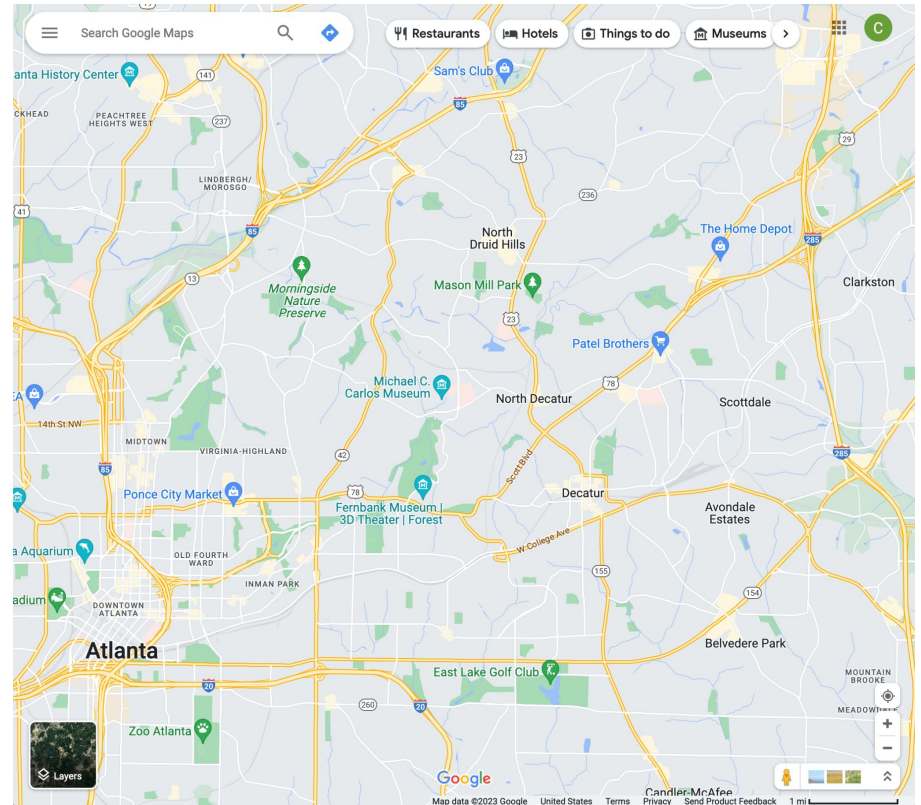 Search Google Maps
Restaurants
Hotels
Things to do
Museums
C
anta History Center
141
Sam's Club
85
CKHEAD
PEACHTREE
HEIGHTS WEST
237
23
29
LINDBERGH/
MOROSGO
236
41
85
North
Druid Hills
The Home Depot
285
13
Morningside
Nature
Preserve
Mason Mill Park
Clarkston
23
Patel Brothers
EA
Michael C.
Carlos Museum
78
North Decatur
Scottdale
14th St NW
MIDTOWN
VIRGINIA-HIGHLAND
42
285
85
Scott Blvd
Ponce City Market
78
Decatur
Fernbank Museum |
3D Theater | Forest
Avondale
Estates
W College Ave
a Aquarium
OLD FOURTH
WARD
INMAN PARK
155
adium
154
DOWNTOWN
ATLANTA
Atlanta
Belvedere Park
East Lake Golf Club
MOUNTAIN
BROOKE
20
260
20
Zoo Atlanta
Layers
Google
Candler-McAfee
Map data ©2023 Google United States Terms Privacy Send Product Feedback 1 mi